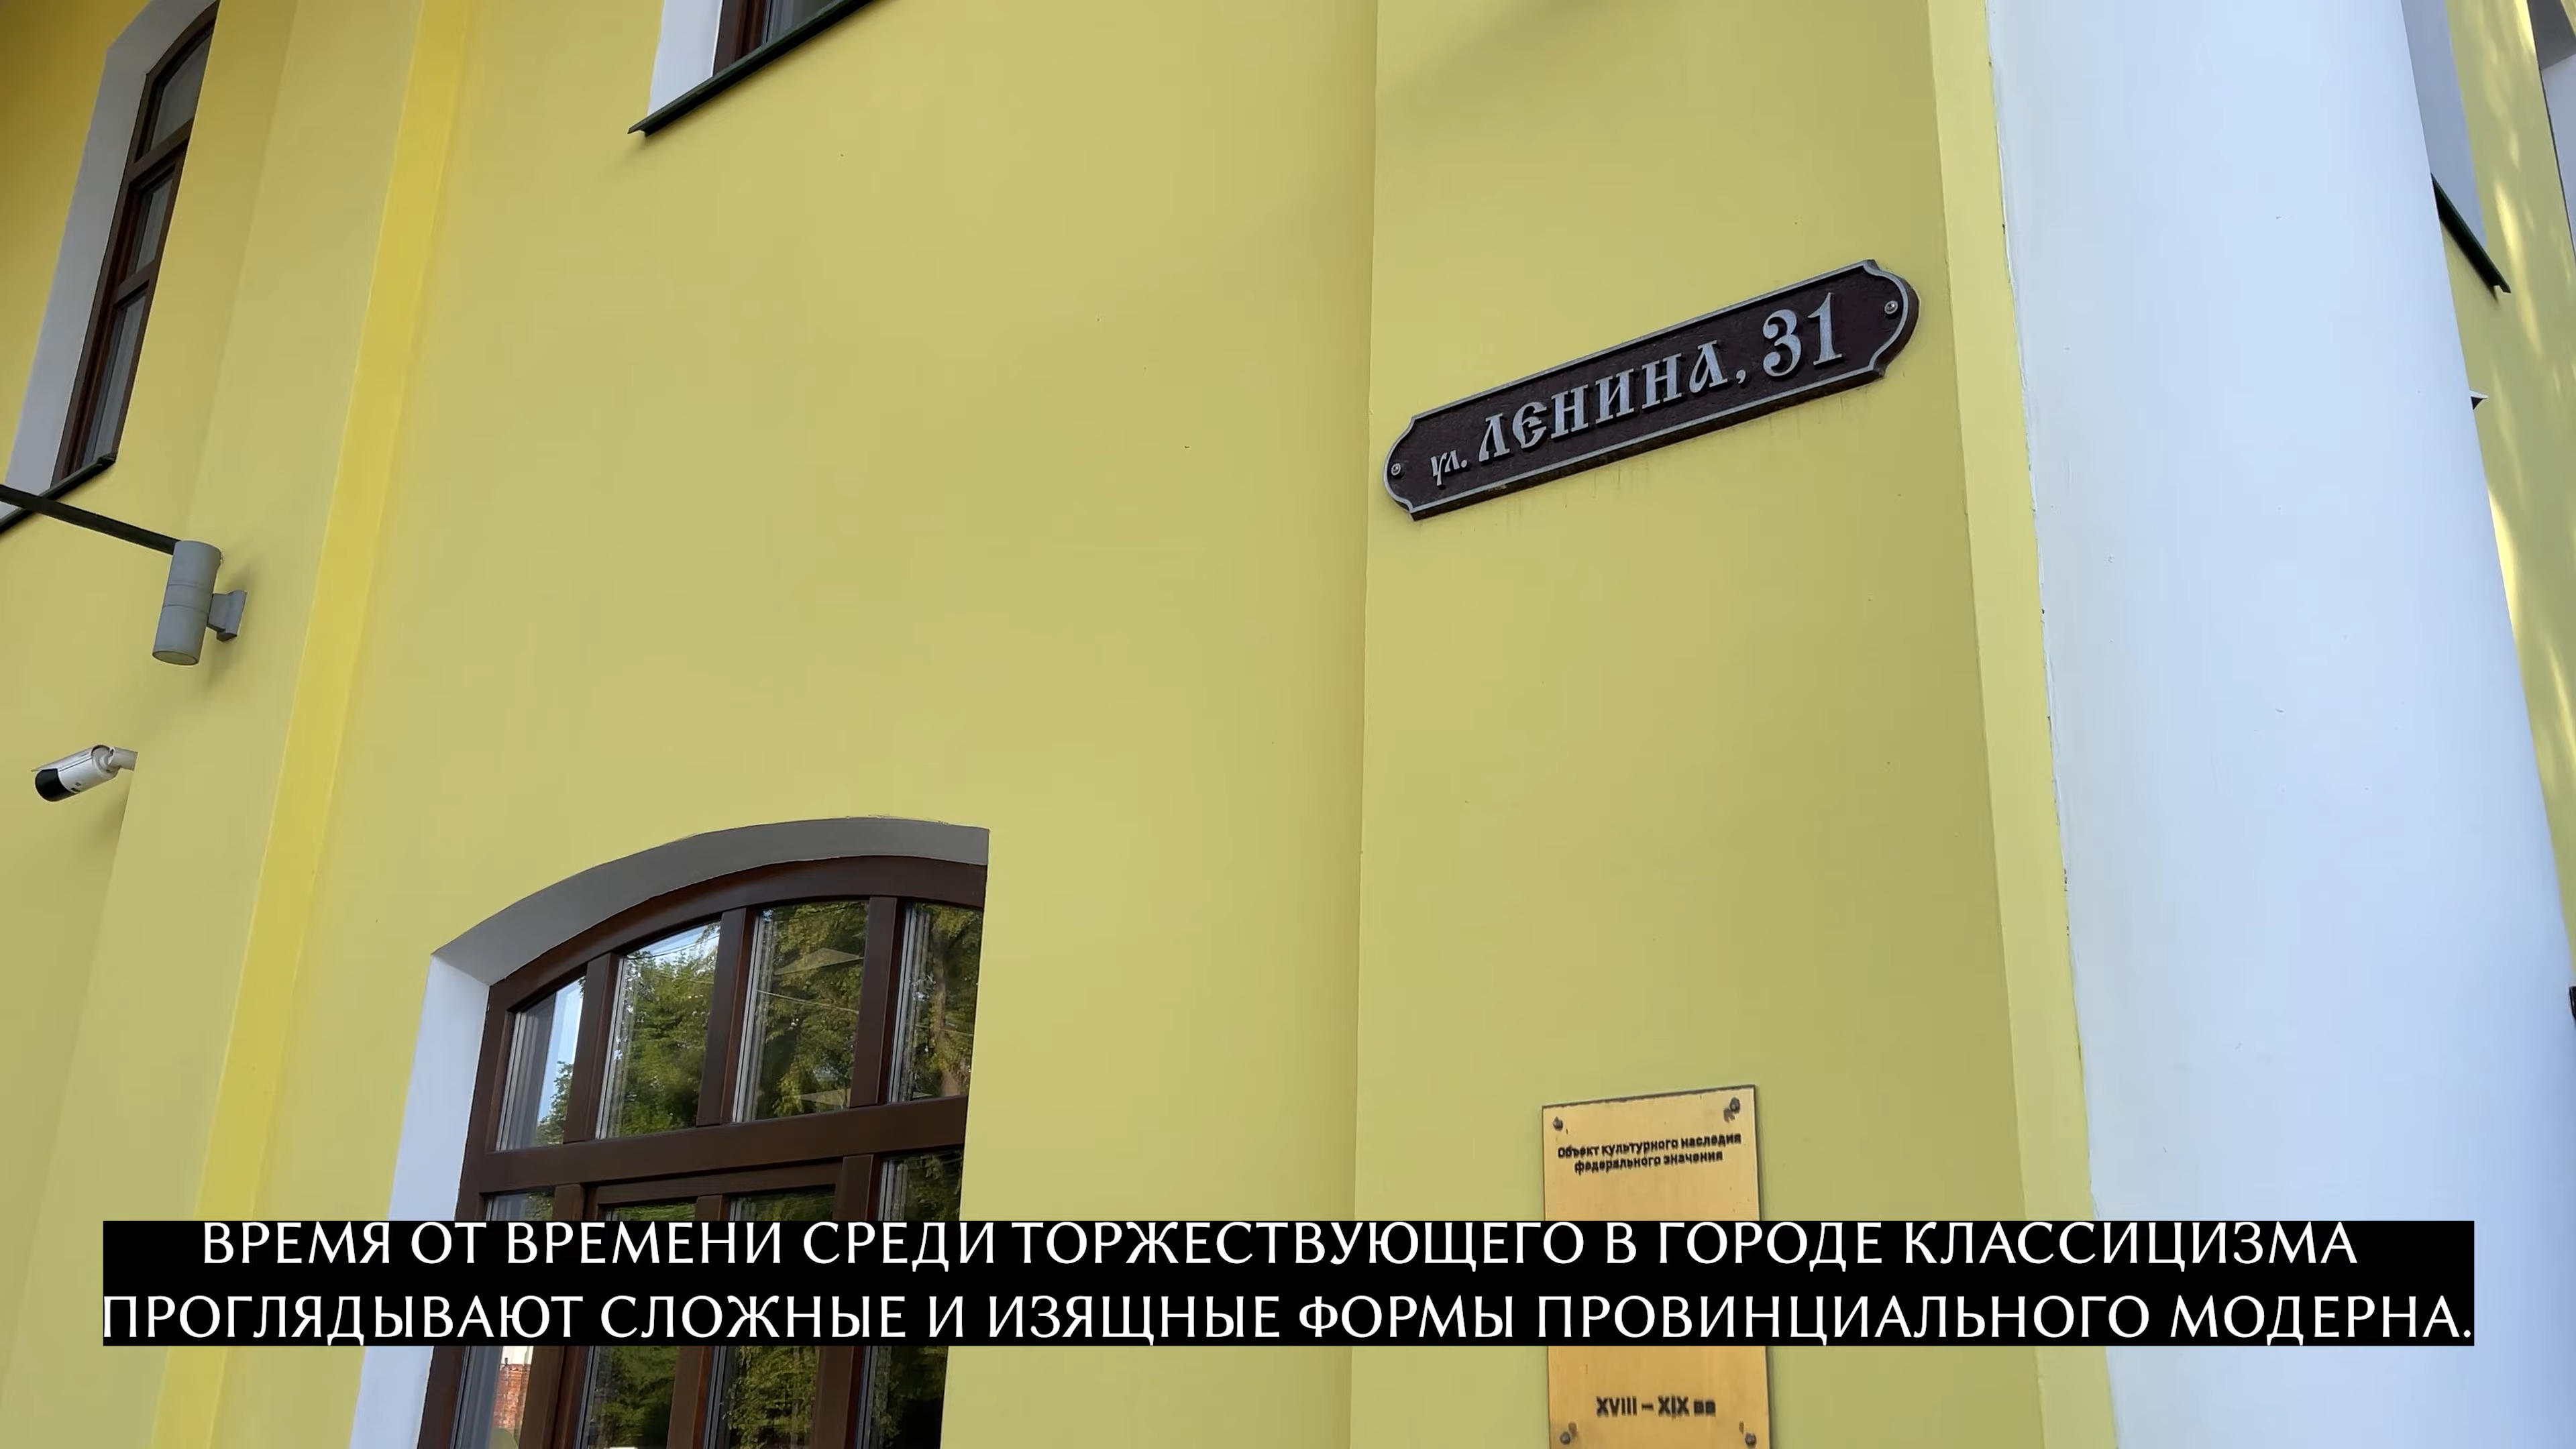 ул. ЛЕНИНА, 31
Объект культурного наследия
федерального значения
ВРЕМЯ ОТ ВРЕМЕНИ СРЕДИ ТОРЖЕСТВУЮЩЕГО В ГОРОДЕ КЛАССИЦИЗМА
ПРОГЛЯДЫВАЮТ СЛОЖНЫЕ И ИЗЯЩНЫЕ ФОРМЫ ПРОВИНЦИАЛЬНОГО МОДЕРНА.
XVIII – XIX вв